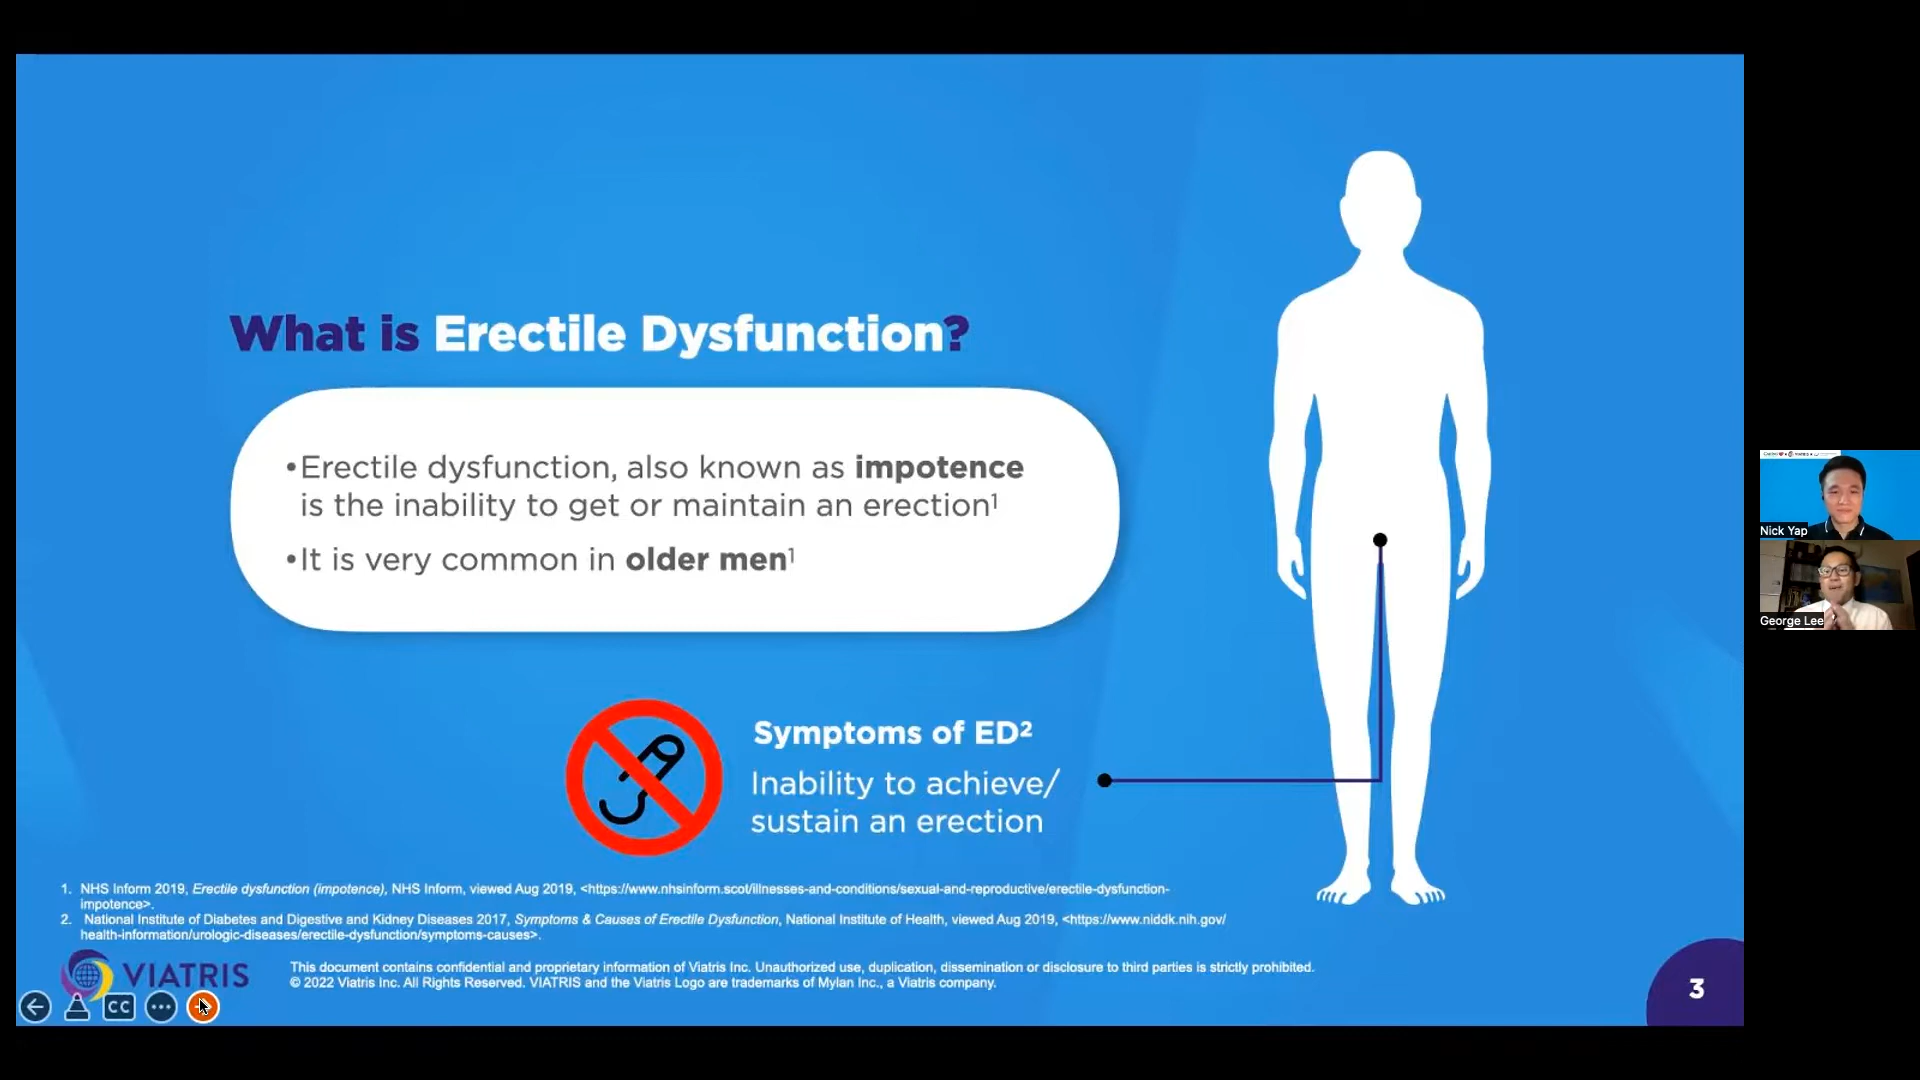 What is Erectile Dysfunction?
•Erectile dysfunction, also known as impotence
is the inability to get or maintain an erection¹
•It is very common in older men¹
Symptoms of ED²
Inability to achieve/
sustain an erection
Nick Yap
George Lee
1. NHS Inform 2019, Erectile dysfunction (impotence), NHS Inform, viewed Aug 2019, <https://www.nhsinform.scot/illnesses-and-conditions/sexual-and-reproductive/erectile-dysfunction-
impotence>.
2. National Institute of Diabetes and Digestive and Kidney Diseases 2017, Symptoms & Causes of Erectile Dysfunction, National Institute of Health, viewed Aug 2019, <https://www.niddk.nih.gov/
health-information/urologic-diseases/erectile-dysfunction/symptoms-causes>.
VIATRIS
This document contains confidential and proprietary information of Viatris Inc. Unauthorized use, duplication, dissemination or disclosure to third parties is strictly prohibited.
© 2022 Viatris Inc. All Rights Reserved. VIATRIS and the Viatris Logo are trademarks of Mylan Inc., a Viatris company.
CC
3